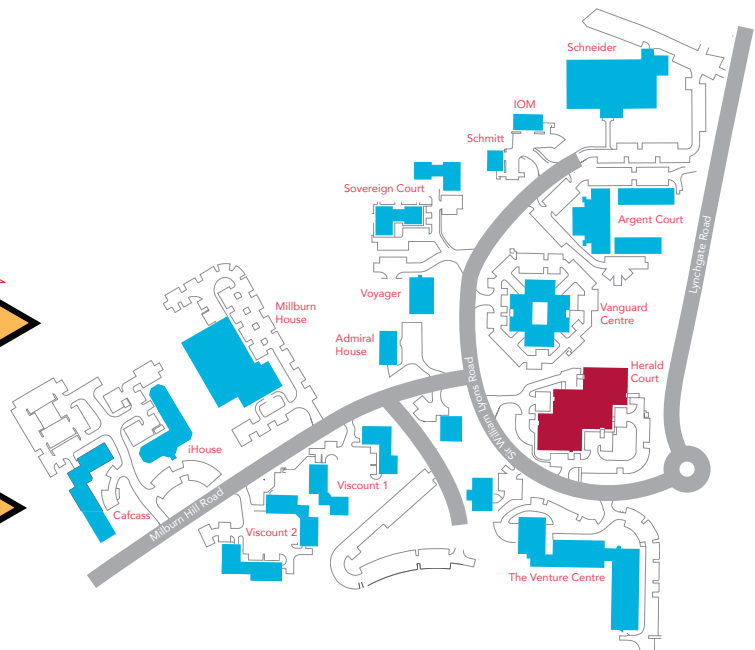 Schneider
IOM
Schmitt
Sovereign Court
Argent Court
Lynchgate Road
Voyager
Vanguard
Centre
Millburn
House
Admiral
House
Herald
Court
Sir William Lyons Road
iHouse
Viscount 1
Cafcass
Milburn Hill Road
Viscount 2
The Venture Centre